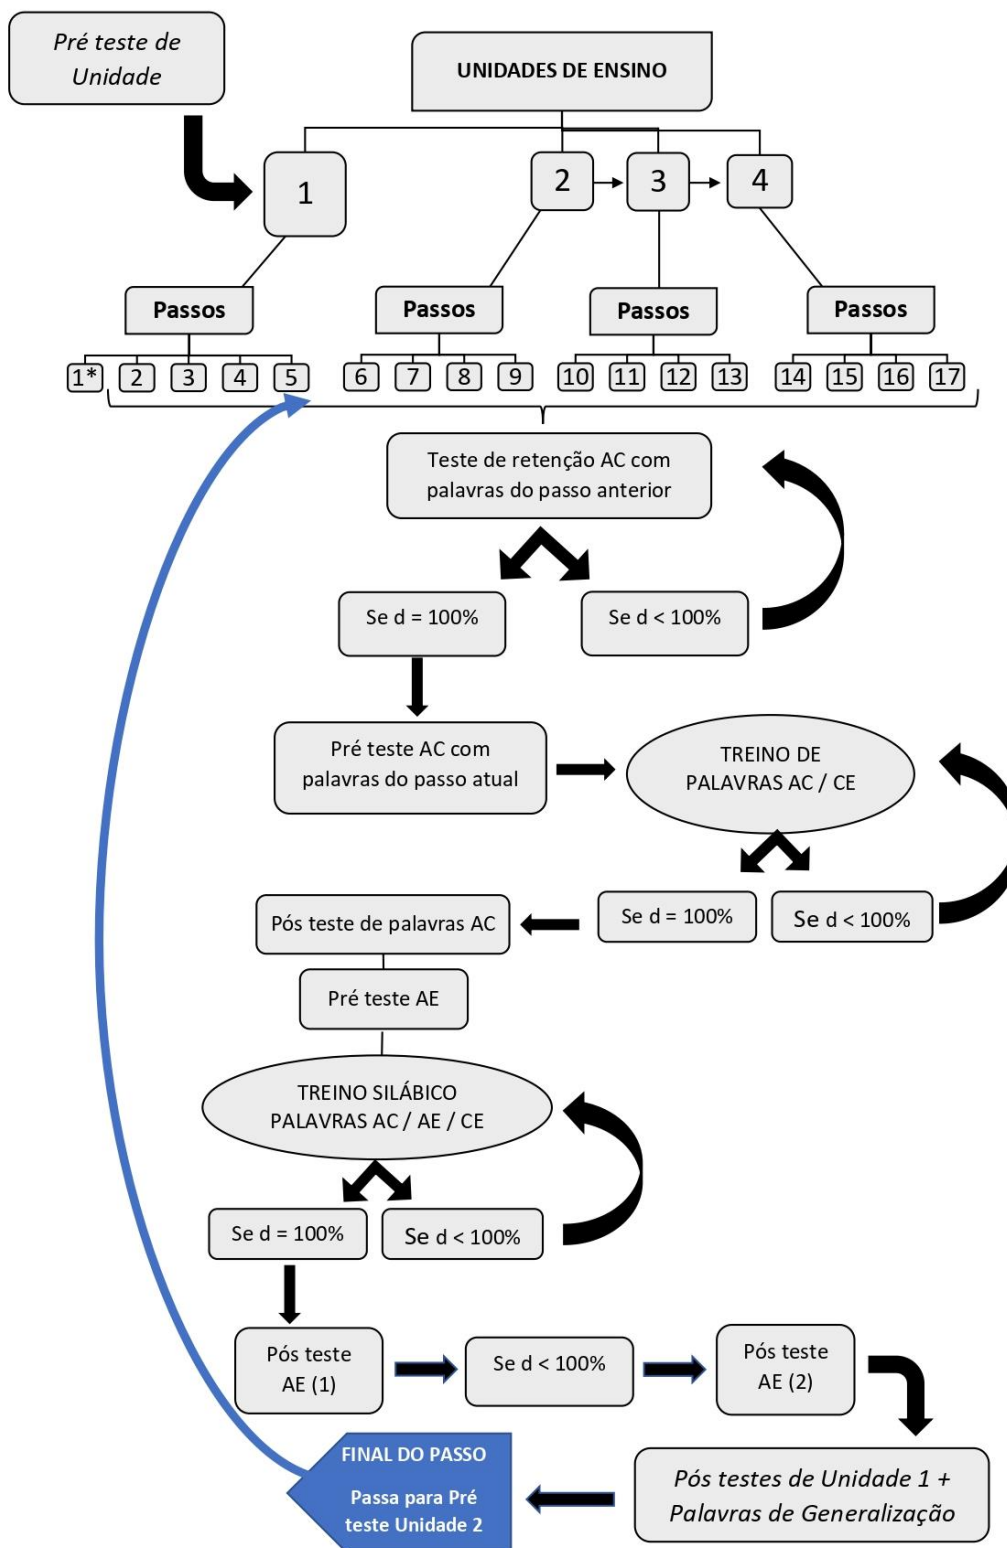 Pré teste de
Unidade
UNIDADES DE ENSINO
1
2
3
4
Passos
Passos
Passos
Passos
1*
2
3
4
5
6
7
8
9
10
11
12
13
14
15
16
17
Teste de retenção AC com
palavras do passo anterior
Se d = 100%
Se d < 100%
Pré teste AC com
palavras do passo atual
TREINO DE
PALAVRAS AC / CE
Se d = 100%
Se d < 100%
Pós teste de palavras AC
Pré teste AE
TREINO SILÁBICO
PALAVRAS AC / AE / CE
Se d = 100%
Se d < 100%
Pós teste
AE (1)
Se d < 100%
Pós teste
AE (2)
Pós testes de Unidade 1 +
Palavras de Generalização
FINAL DO PASSO
Passa para Pré
teste Unidade 2